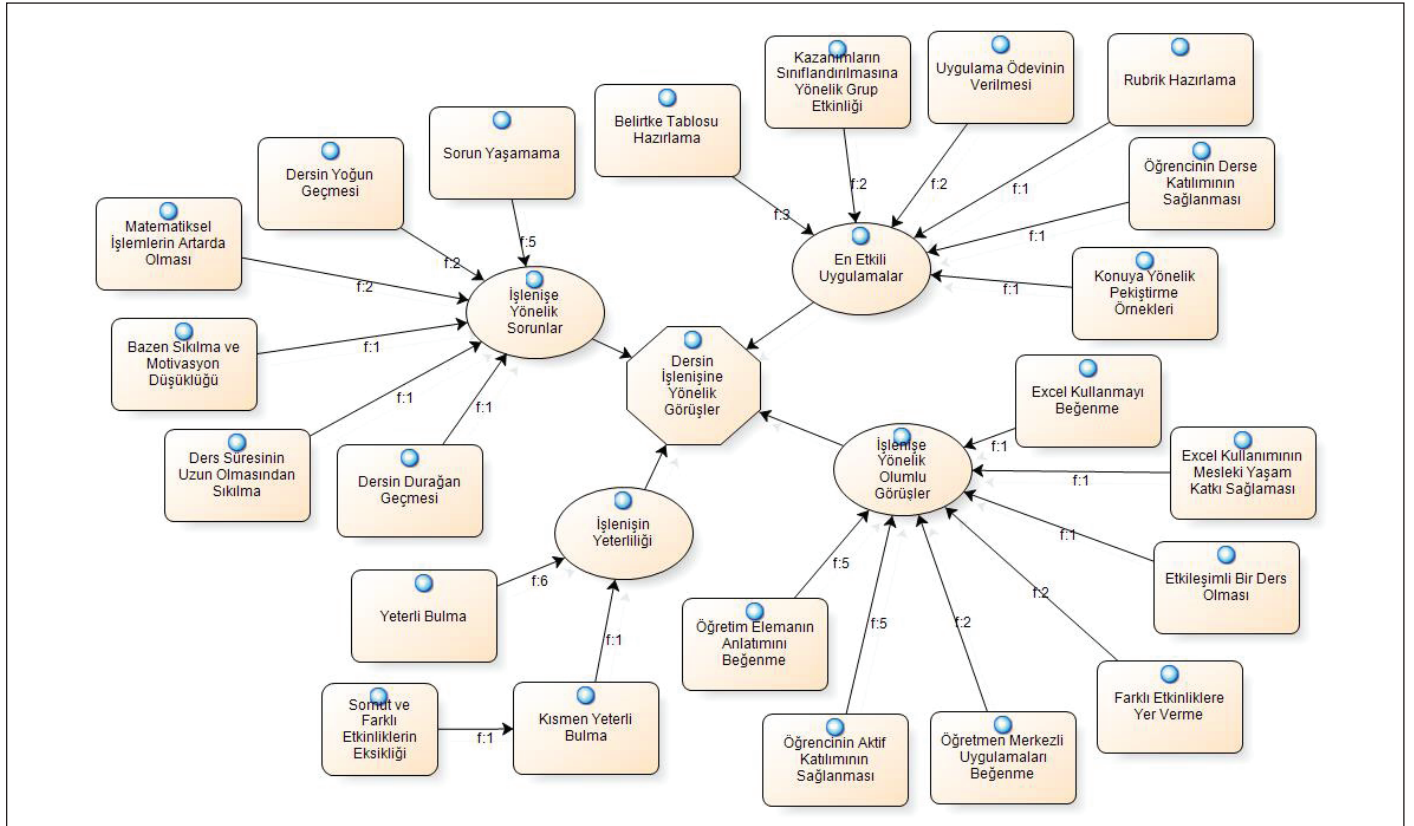 Kazanımların
Sınıflandırılmasına
Yönelik Grup
Etkinliği
Uygulama Ödevinin
Verilmesi
Rubrik Hazırlama
Belirtke Tablosu
Hazırlama
Sorun Yaşamama
Dersin Yoğun
Geçmesi
Matematiksel
İşlemlerin Artarda
Olması
Öğrencinin Derse
Katılımının
Sağlanması
f:2
f:2
f:1
f:3
f:1
f:5
f:2
f:2
En Etkili
Uygulamalar
f:1
Konuya Yönelik
Pekiştirme
Örnekleri
İşlenişe
Yönelik
Sorunlar
Bazen Sıkılma ve
Motivasyon
Düşüklüğü
f:1
Dersin
İşlenişine
Yönelik
Görüşler
f:1
f:1
Excel Kullanmayı
Beğenme
f:1
Ders Süresinin
Uzun Olmasından
Sıkılma
Dersin Durağan
Geçmesi
İşlenişe
Yönelik
Olumlu
Görüşler
Excel Kullanımının
Mesleki Yaşam
Katkı Sağlaması
f:1
İşlenişin
Yeterliliği
f:1
Etkileşimli Bir Ders
Olması
f:6
Yeterli Bulma
f:5
f:5
f:2
f:2
f:1
Öğretim Elemanın
Anlatımını
Beğenme
Farklı Etkinliklere
Yer Verme
Somut ve
Farklı
Etkinliklerin
Eksikliği
f:1
Kısmen Yeterli
Bulma
Öğrencinin Aktif
Katılımının
Sağlanması
Öğretmen Merkezli
Uygulamaları
Beğenme